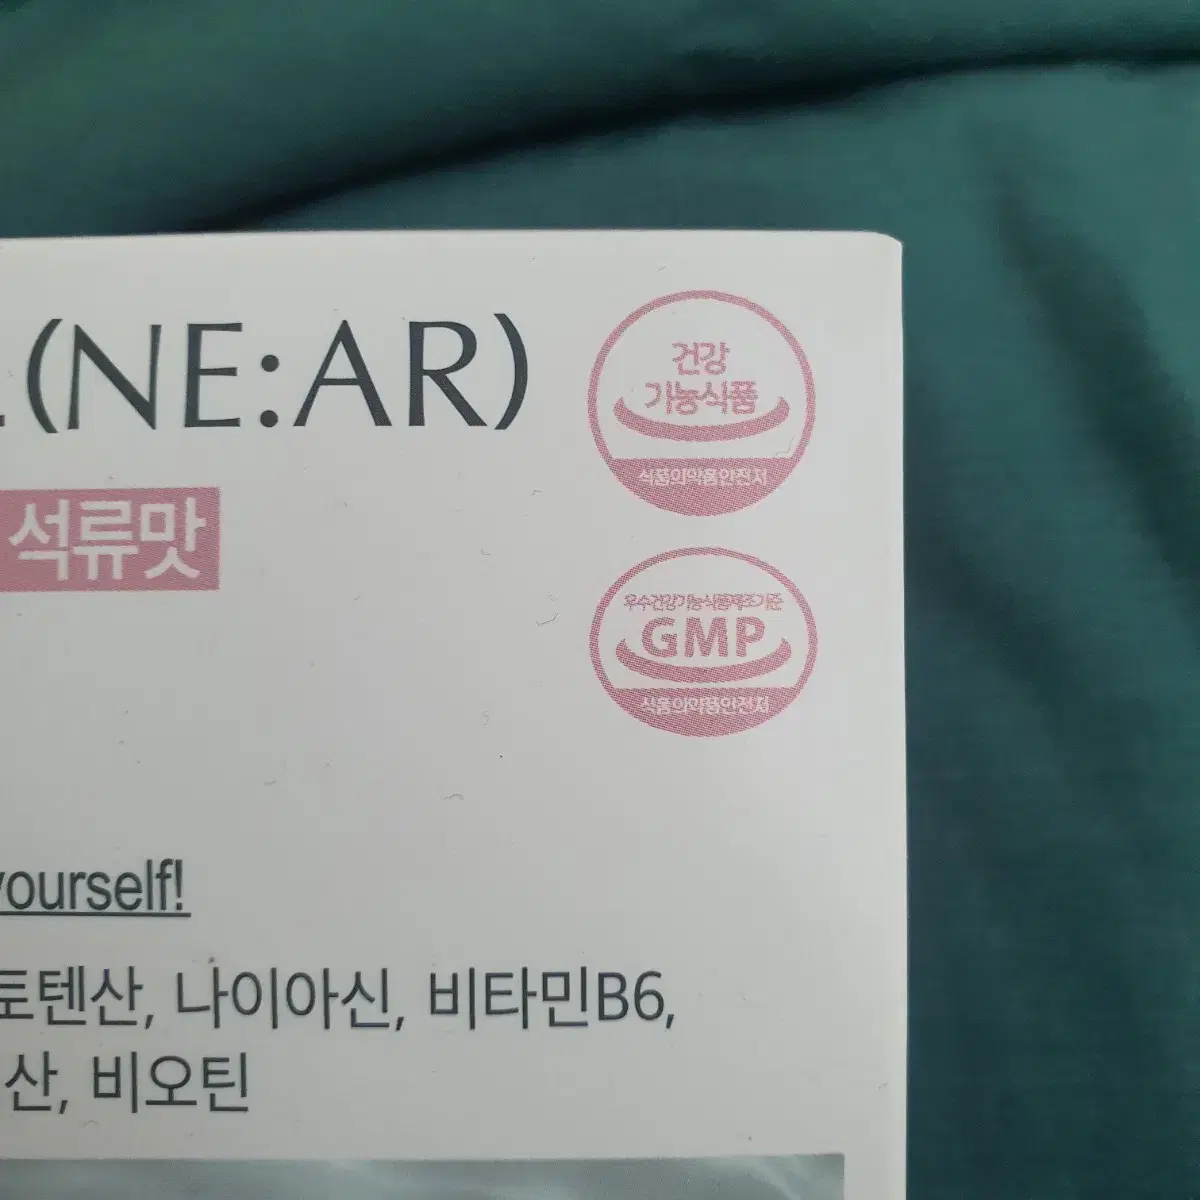 (NE:AR)
건강
기능식품
식품의약품안전처
석류맛
우수건강기능식품제조기준
GMP
식품의약품안전처
yourself!
토텐산, 나이아신, 비타민B6,
산, 비오틴